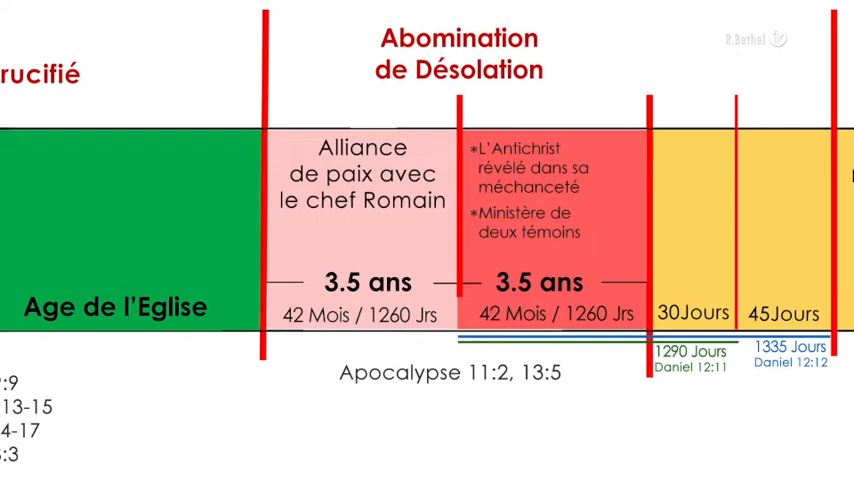 Abomination
de Désolation
R.Bethel
rucifié
Alliance
de paix avec
le chef Romain
*L'Antichrist
révélé dans sa
méchanceté
*Ministère de
deux témoins
3.5 ans
3.5 ans
Age de l'Eglise
42 Mois / 1260 Jrs
42 Mois / 1260 Jrs
30Jours
45Jours
1290 Jours
Daniel 12:11
1335 Jours
Daniel 12:12
Apocalypse 11:2, 13:5
:9
13-15
4-17
:3